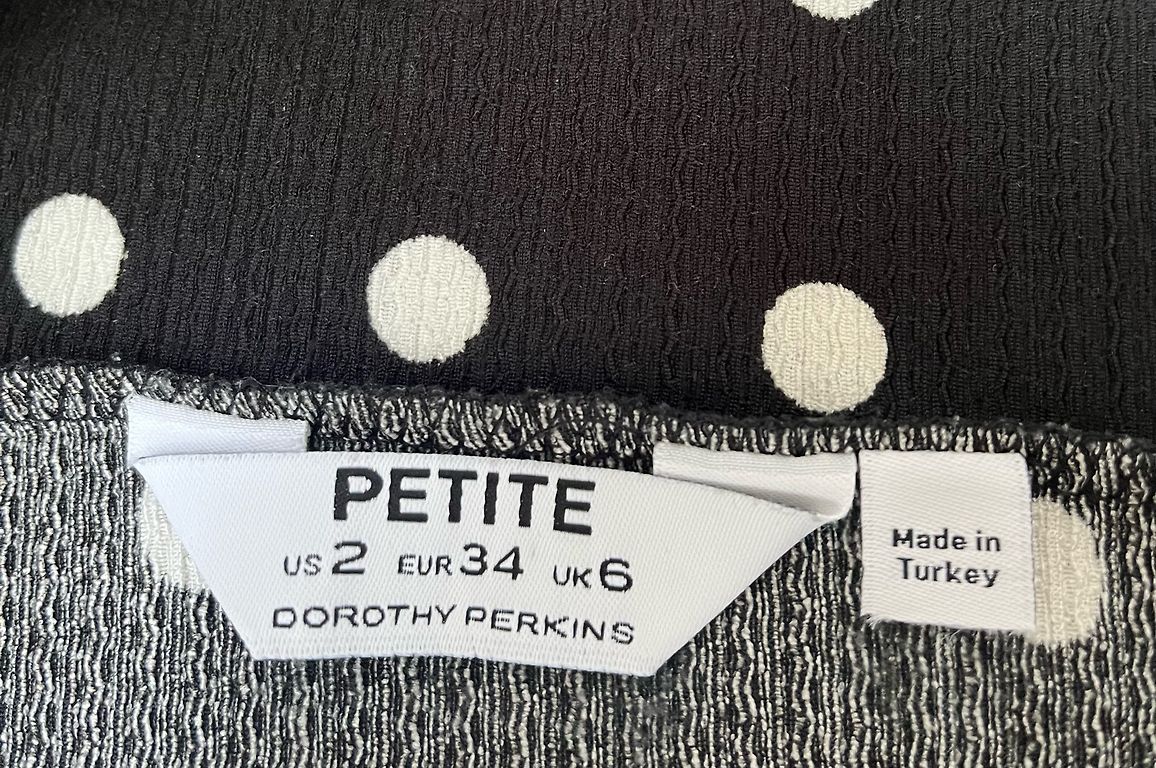 PETITE
US 2 EUR 34 UK 6
DOROTHY PERKINS
Made in
Turkey